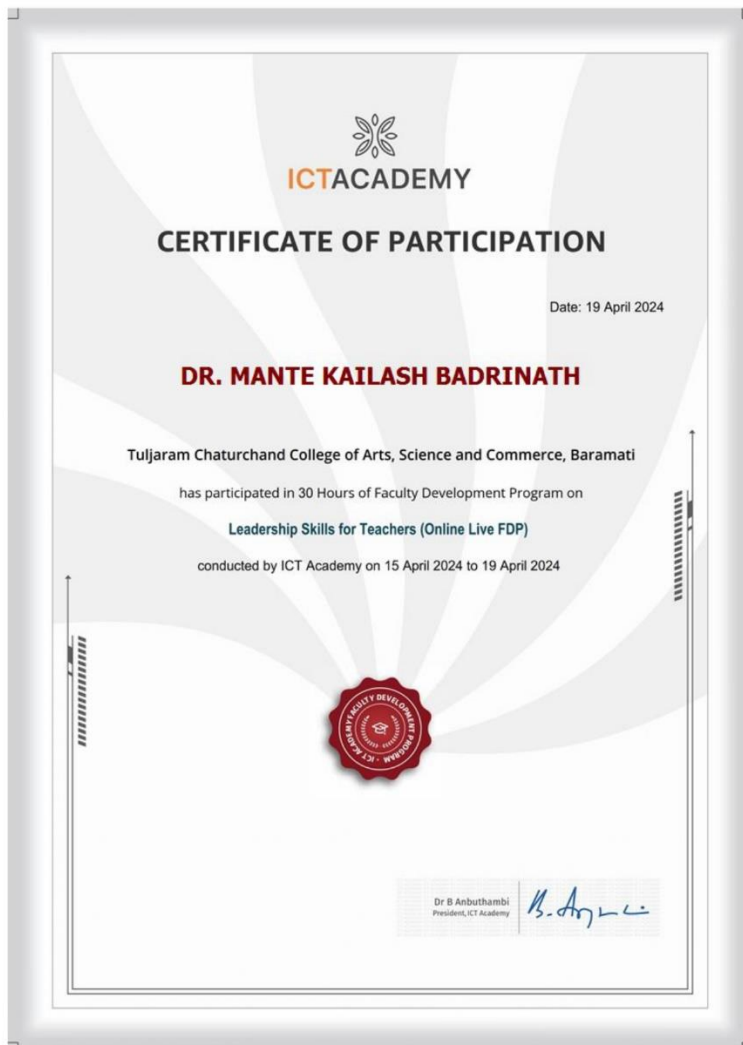 ICTACADEMY
CERTIFICATE OF PARTICIPATION
Date: 19 April 2024
DR. MANTE KAILASH BADRINATH
Tuljaram Chaturchand College of Arts, Science and Commerce, Baramati
has participated in 30 Hours of Faculty Development Program on
Leadership Skills for Teachers (Online Live FDP)
conducted by ICT Academy on 15 April 2024 to 19 April 2024
FACULTY DEVELOPMENT PROGRAM · ICT ACADEMY
Dr B Anbuthambi
President, ICT Academy